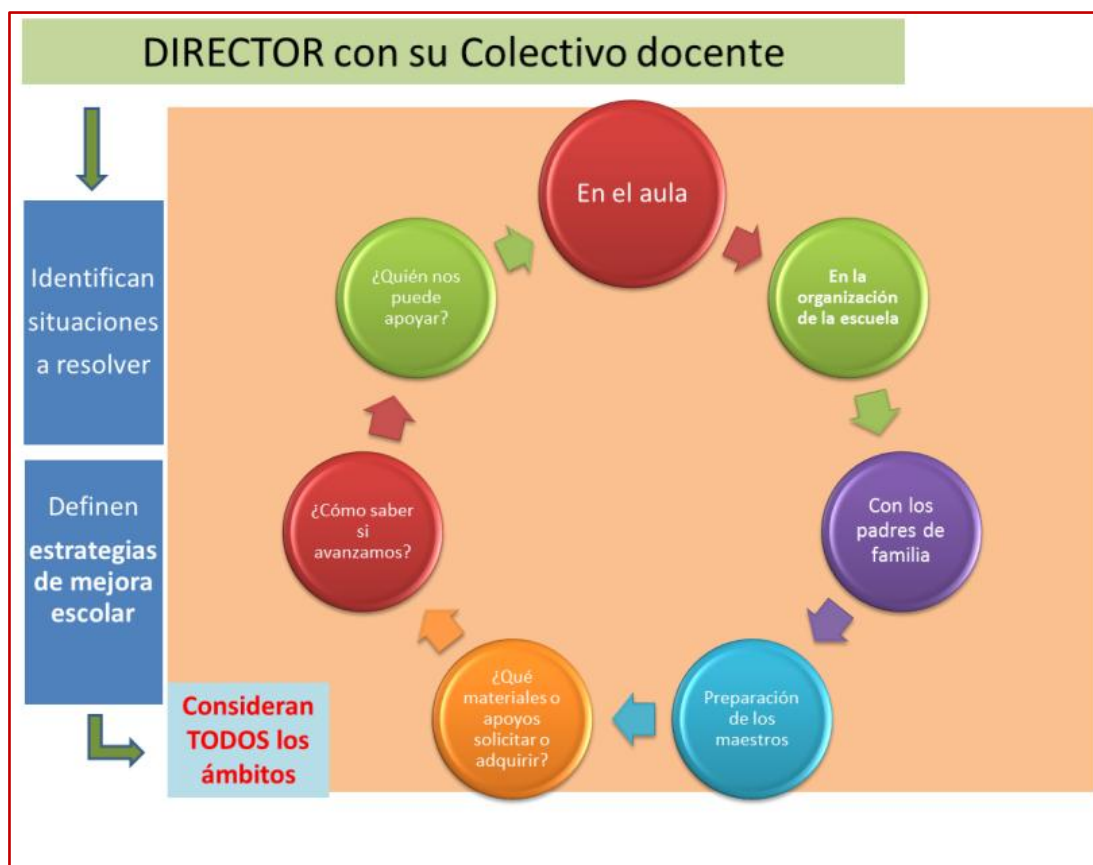 DIRECTOR con su Colectivo docente
Identifican
situaciones
a resolver
Definen
estrategias
de mejora
escolar
Consideran
TODOS los
ámbitos
En el aula
En la
organización
de la escuela
Con los
padres de
familia
Preparación
de los
maestros
¿Qué
materiales o
apoyos
solicitar o
adquirir?
¿Cómo saber
si
avanzamos?
¿Quién nos
puede
apoyar?